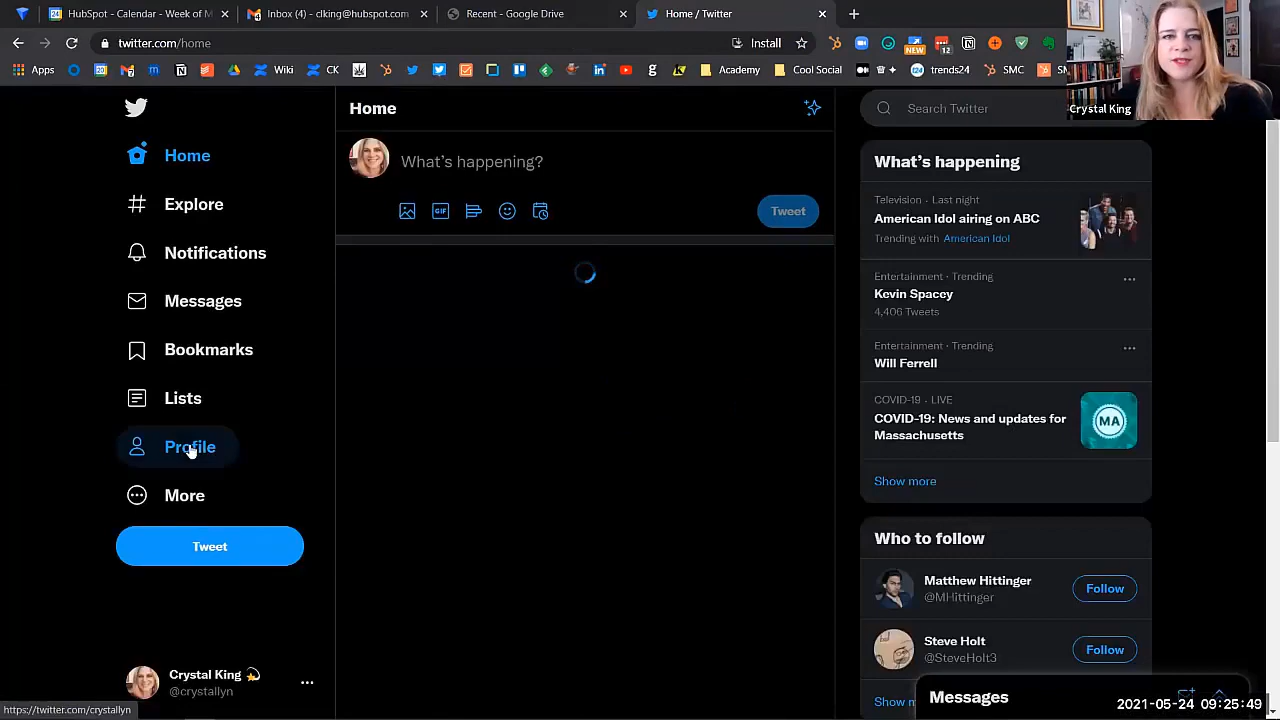 HubSpot - Calendar - Week of M
Inbox (4) - clking@hubspot.com
Recent - Google Drive
Home / Twitter
twitter.com/home
Install
NEW
12
Apps
Wiki
CK
Academy
Cool Social
trends24
SMC
Crystal King
Home
Explore
Notifications
Messages
Bookmarks
Lists
Profile
More
Tweet
Crystal King
@crystallyn
https://twitter.com/crystallyn
Home
What's happening?
GIF
Tweet
Search Twitter
What's happening
Television · Last night
American Idol airing on ABC
Trending with American Idol
Entertainment · Trending
Kevin Spacey
4,406 Tweets
Entertainment · Trending
Will Ferrell
COVID-19 · LIVE
COVID-19: News and updates for
Massachusetts
MA
Show more
Who to follow
Matthew Hittinger
@MHittinger
Follow
Steve Holt
@SteveHolt3
Follow
Messages
2021-05-24 09:25:49